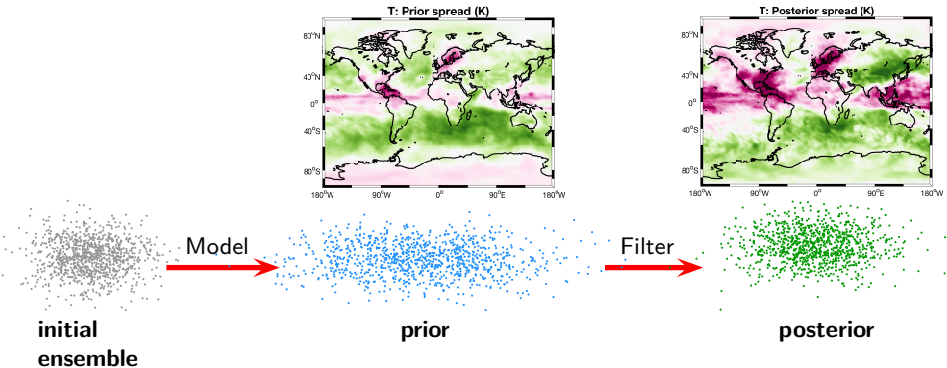 T: Prior spread (K)
T: Posterior spread (K)
80°N
40°N
0°
40°S
80°S
180°W
90°W
0°
90°E
180°W
80°N
40°N
0°
40°S
80°S
180°W
90°W
0°
90°E
180°W
Model
Filter
initial
ensemble
prior
posterior